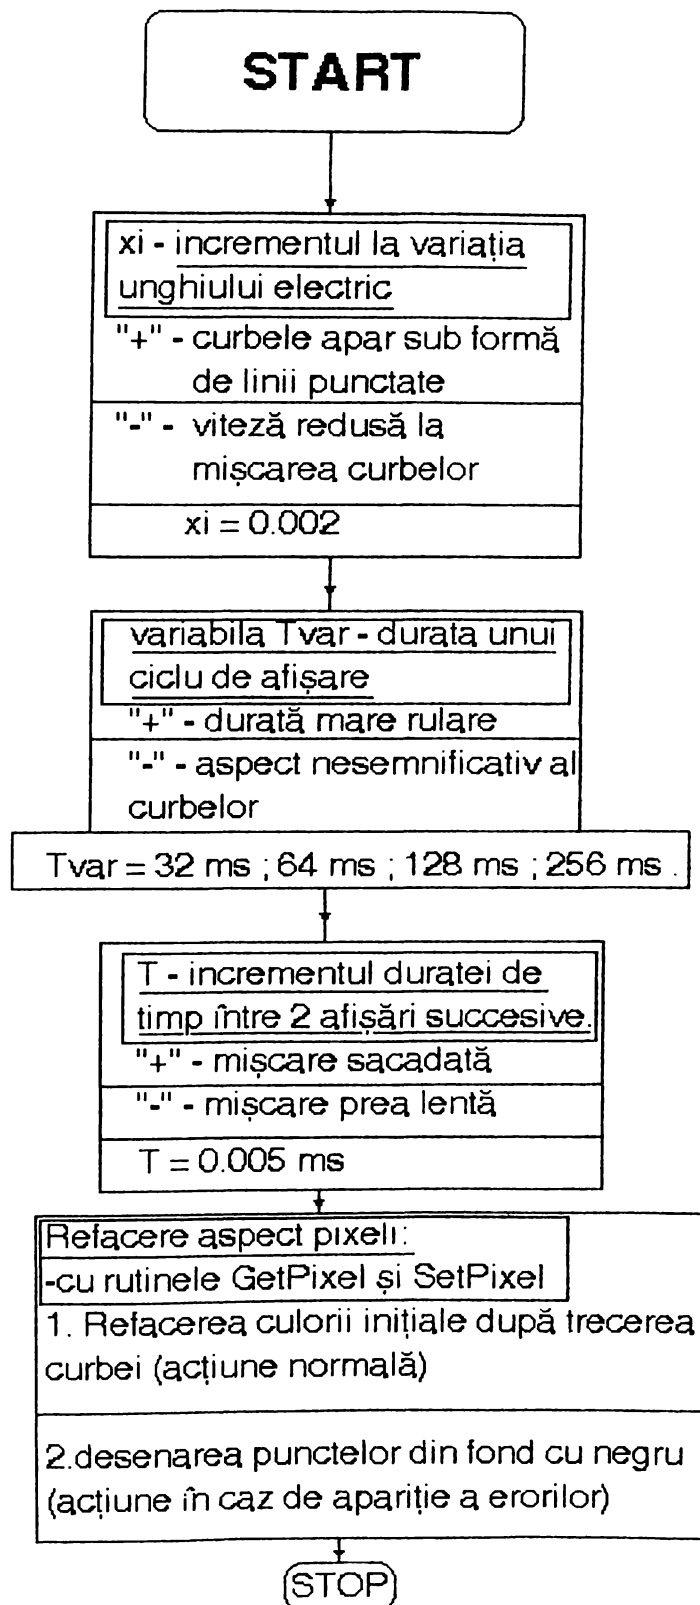 START
xi - incrementul la variația
unghiului electric
"+" - curbele apar sub formă
de linii punctate
"-" - viteză redusă la
mișcarea curbelor
xi = 0.002
variabila Tvar - durata unui
ciclu de afișare
"+" - durată mare rulare
"-" - aspect nesemnificativ al
curbelor
Tvar = 32 ms ; 64 ms ; 128 ms ; 256 ms .
T - incrementul duratei de
timp între 2 afișări succesive.
"+" - mișcare sacadată
"-" - mișcare prea lentă
T = 0.005 ms
Refacere aspect pixeli:
-cu rutinele GetPixel și SetPixel
1. Refacerea culorii inițiale după trecerea
curbei (acțiune normală)
2.desenarea punctelor din fond cu negru
(acțiune în caz de apariție a erorilor)
STOP